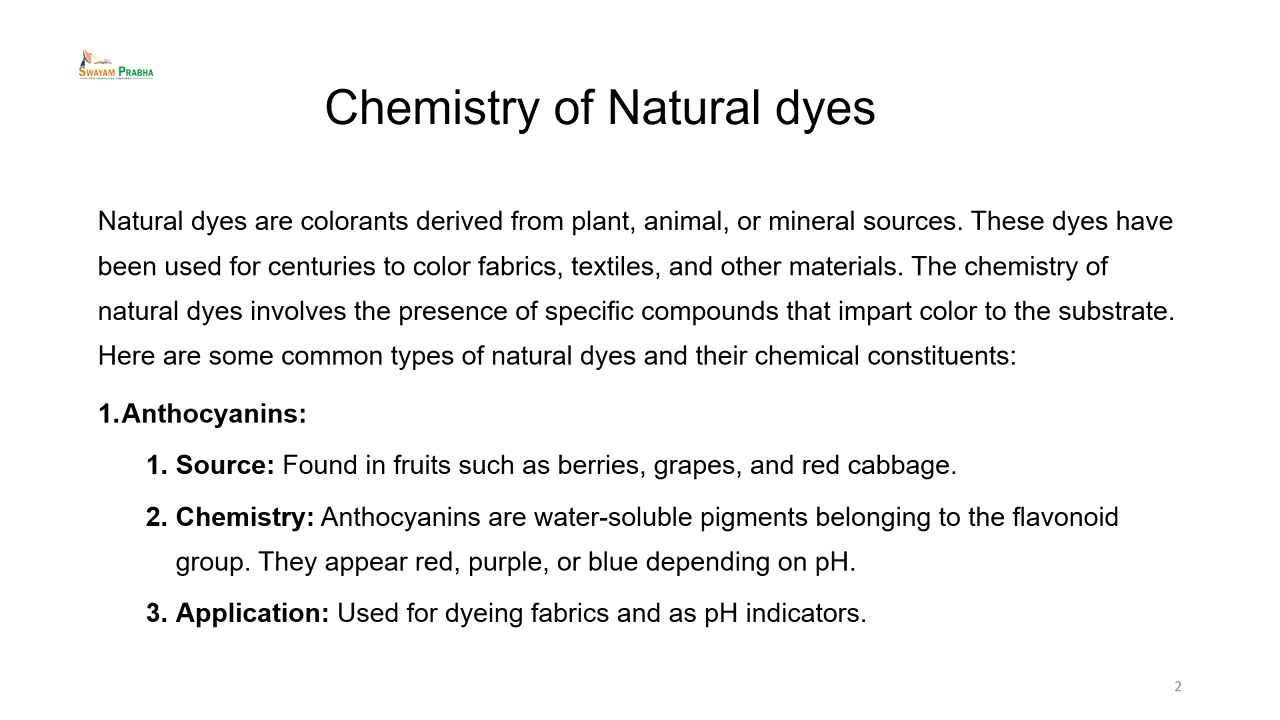 SWAYAM PRABHA
Chemistry of Natural dyes
Natural dyes are colorants derived from plant, animal, or mineral sources. These dyes have
been used for centuries to color fabrics, textiles, and other materials. The chemistry of
natural dyes involves the presence of specific compounds that impart color to the substrate.
Here are some common types of natural dyes and their chemical constituents:
1.Anthocyanins:
1. Source: Found in fruits such as berries, grapes, and red cabbage.
2. Chemistry: Anthocyanins are water-soluble pigments belonging to the flavonoid
group. They appear red, purple, or blue depending on pH.
3. Application: Used for dyeing fabrics and as pH indicators.
2